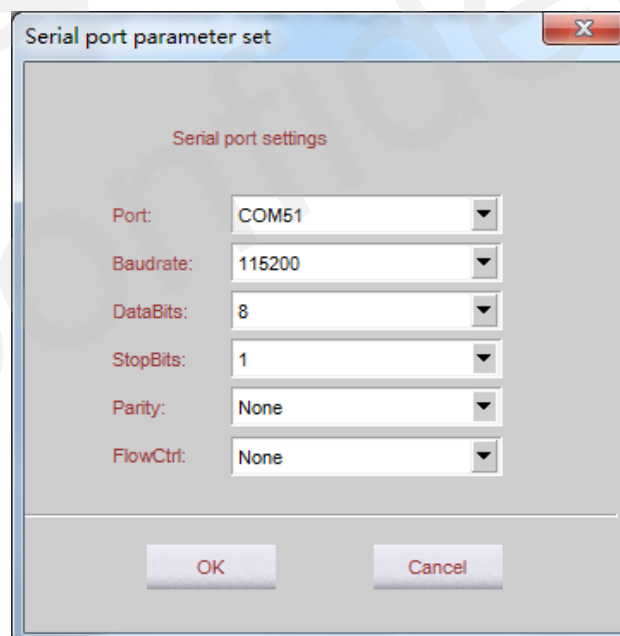 Serial port parameter set
Serial port settings
Port: COM51
Baudrate: 115200
DataBits: 8
StopBits: 1
Parity: None
FlowCtrl: None
OK Cancel